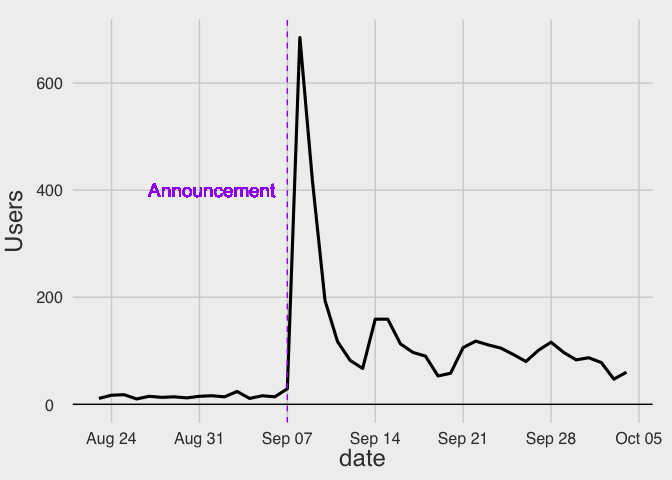 600
400
200
0
Users
Announcement
Aug 24
Aug 31
Sep 07
Sep 14
Sep 21
Sep 28
Oct 05
date